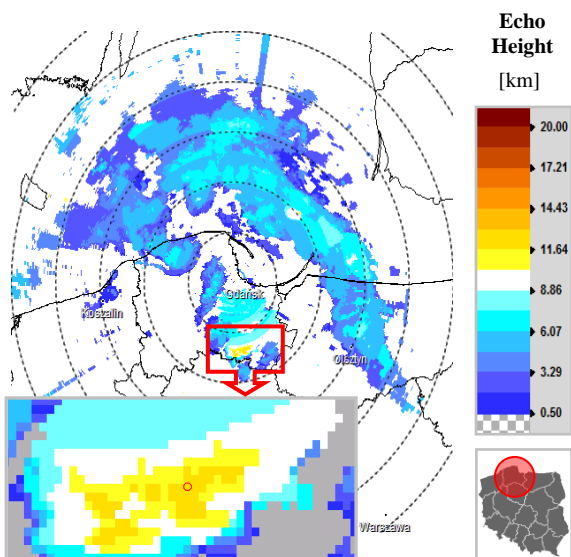 Echo
Height
[km]
20.00
17.21
14.43
11.64
8.86
6.07
3.29
0.50
Gdańsk
Koszalin
Olsztyn
Warszawa